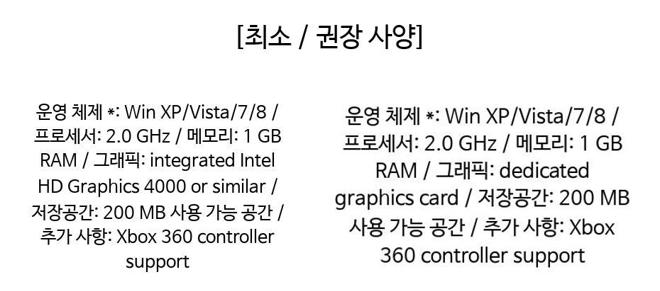 [최소 / 권장 사양]
운영 체제 *: Win XP/Vista/7/8 /
프로세서: 2.0 GHz / 메모리: 1 GB
RAM / 그래픽: integrated Intel
HD Graphics 4000 or similar /
저장공간: 200 MB 사용 가능 공간 /
추가 사항: Xbox 360 controller
support
운영 체제 *: Win XP/Vista/7/8 /
프로세서: 2.0 GHz / 메모리: 1 GB
RAM / 그래픽: dedicated
graphics card / 저장공간: 200 MB
사용 가능 공간 / 추가 사항: Xbox
360 controller support